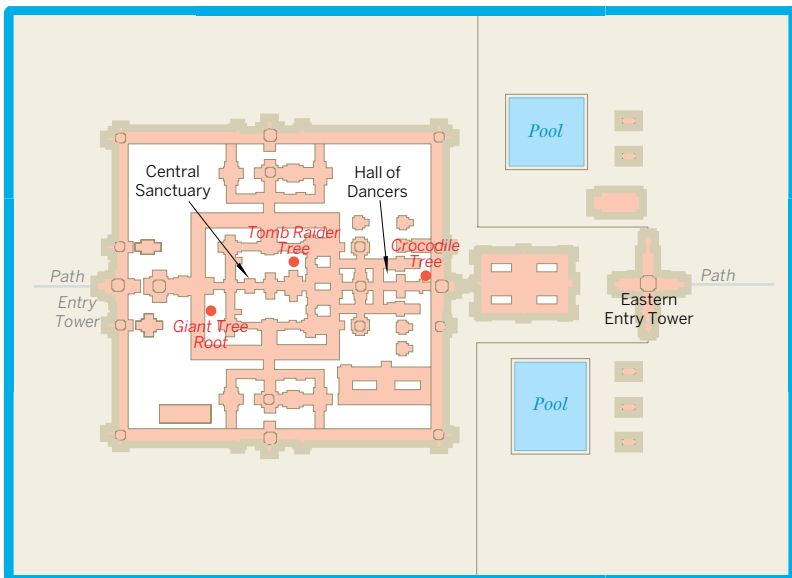 Pool
Central
Sanctuary
Hall of
Dancers
Tomb Raider
Tree
Crocodile
Tree
Path
Entry
Tower
Giant Tree
Root
Path
Eastern
Entry Tower
Pool